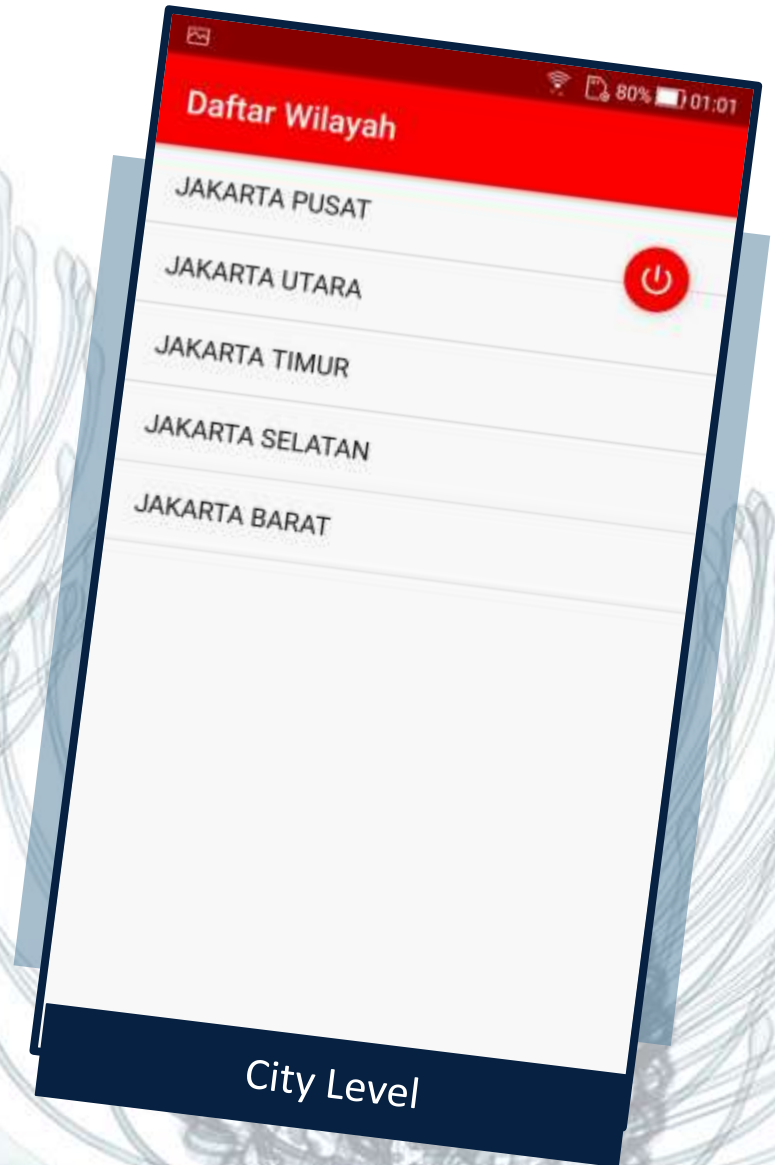 80% 01:01
Daftar Wilayah
JAKARTA PUSAT
JAKARTA UTARA
JAKARTA TIMUR
JAKARTA SELATAN
JAKARTA BARAT
City Level